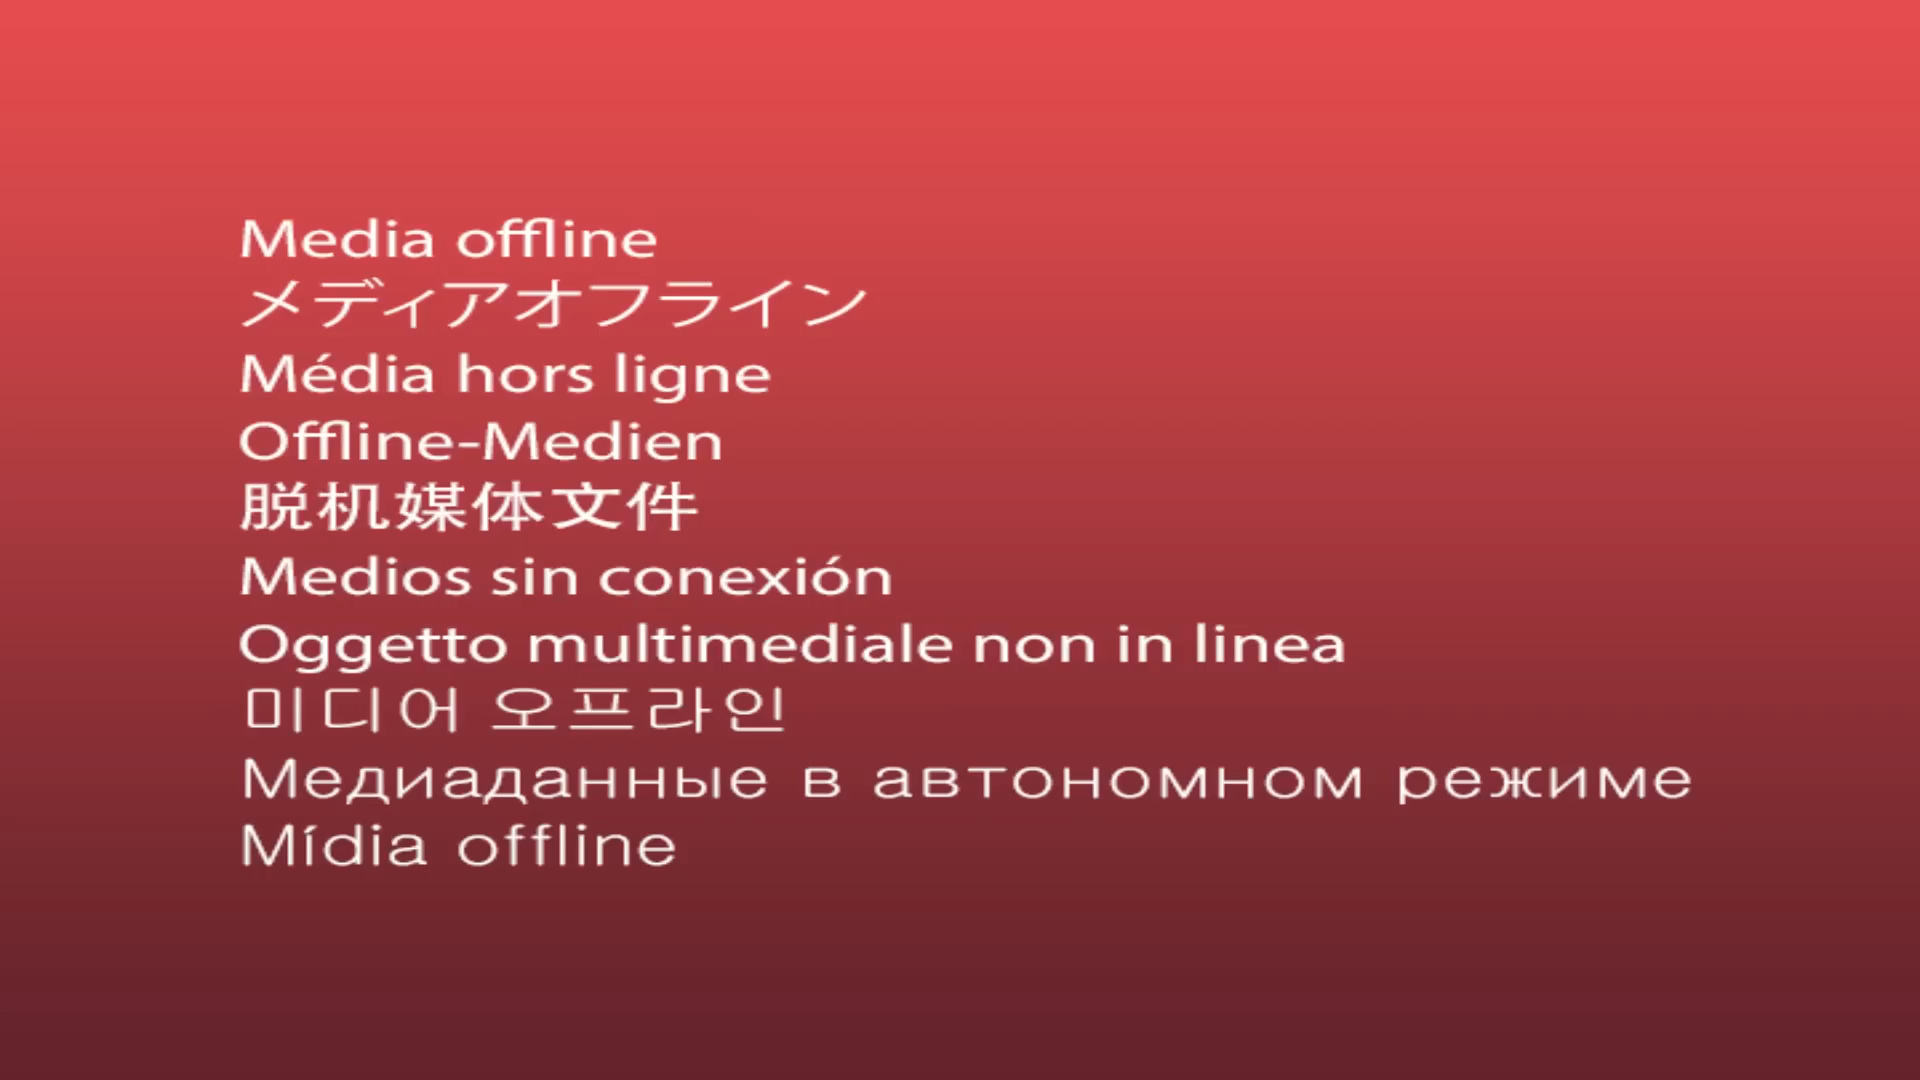 Media offline
メディアオフライン
Média hors ligne
Offline-Medien
脱机媒体文件
Medios sin conexión
Oggetto multimediale non in linea
미디어 오프라인
Медиаданные в автономном режиме
Mídia offline